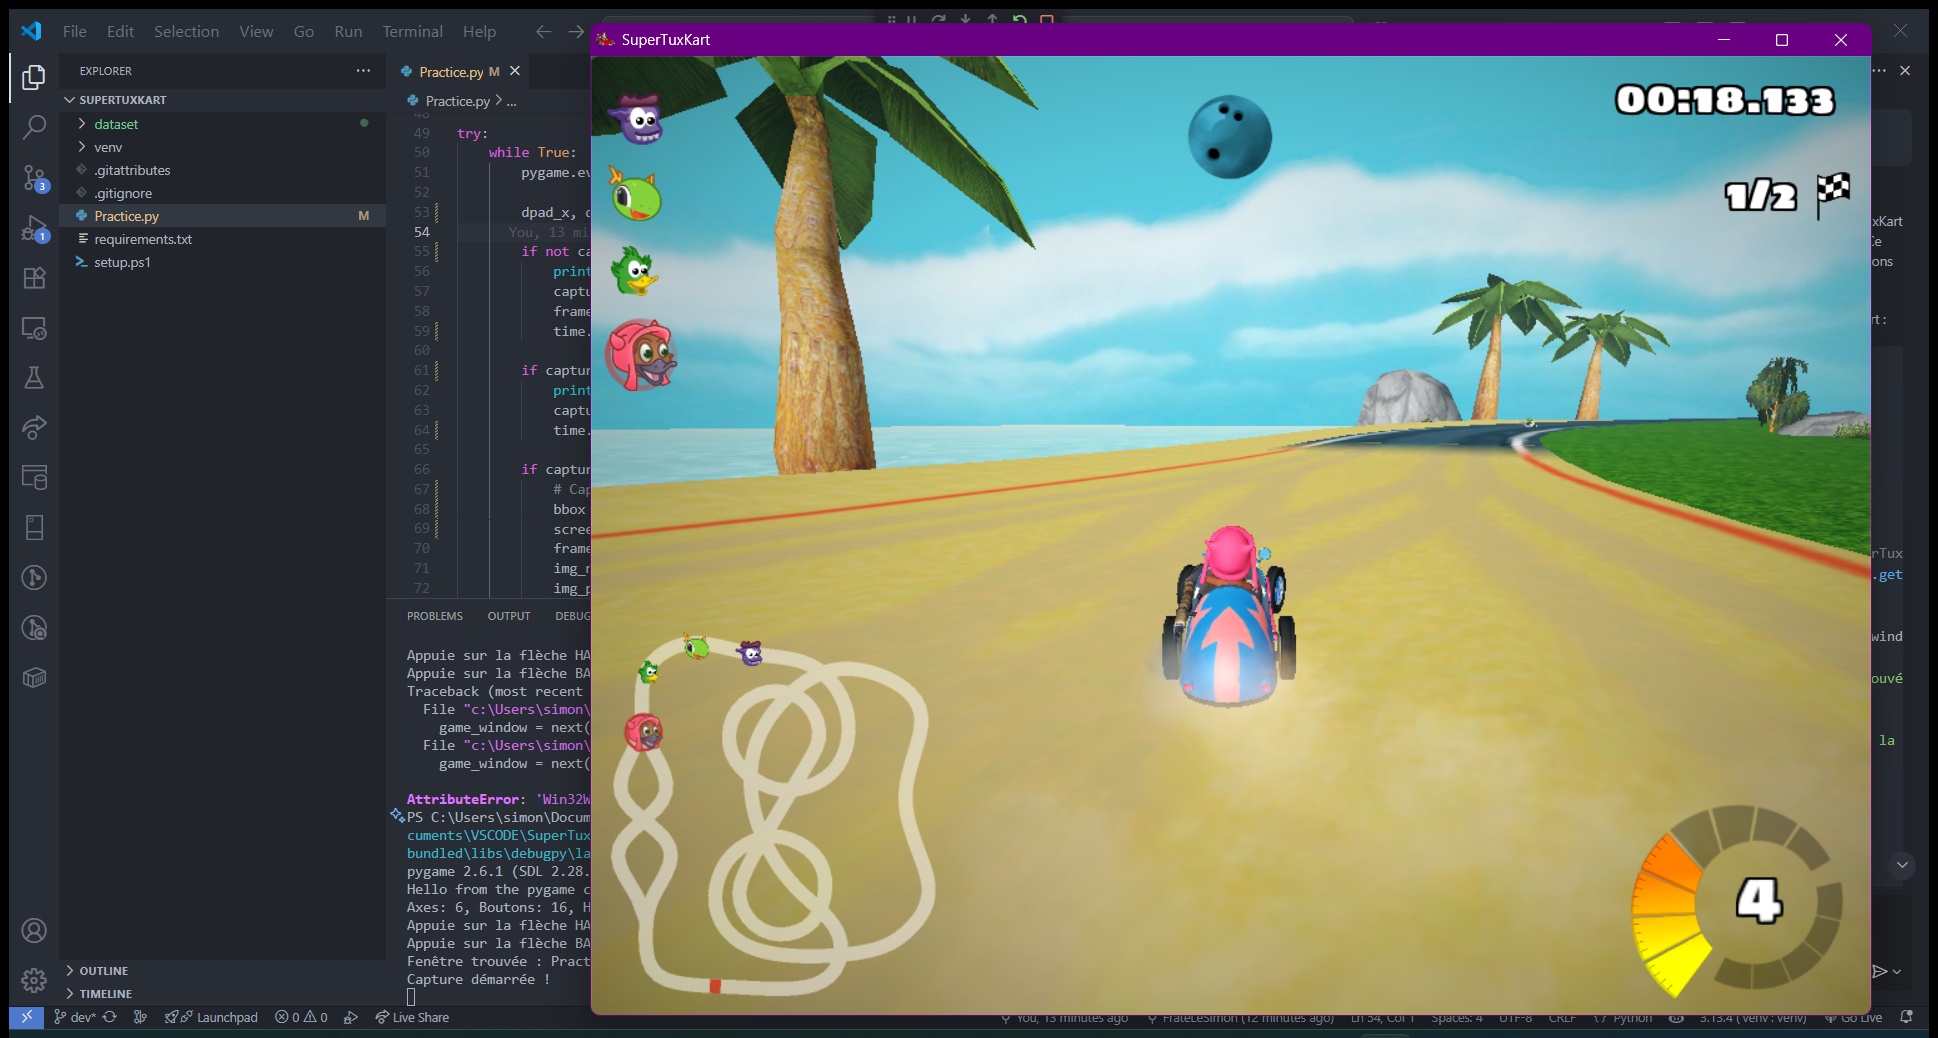 File Edit Selection View Go Run Terminal Help
SuperTuxKart
EXPLORER
SUPERTUXKART
dataset
venv
.gitattributes
.gitignore
Practice.py M
requirements.txt
setup.ps1
OUTLINE
TIMELINE
Practice.py M
Practice.py > ...
48
49 try:
50 while True:
51 pygame.ev
52
53 dpad_x, d
54 You, 13 mi
55 if not ca
56 print
57 captu
58 frame
59 time.
60
61 if captur
62 print
63 captu
64 time.
65
66 if captur
67 # Cap
68 bbox
69 scree
70 frame
71 img_n
72 img_p
PROBLEMS OUTPUT DEBUG
Appuie sur la flèche HA
Appuie sur la flèche BA
Traceback (most recent
File "c:\Users\simon\
game_window = next(
File "c:\Users\simon\
game_window = next(
AttributeError: 'Win32W
PS C:\Users\simon\Docum
cuments\VSCODE\SuperTux
bundled\libs\debugpy\la
pygame 2.6.1 (SDL 2.28.
Hello from the pygame c
Axes: 6, Boutons: 16, H
Appuie sur la flèche HA
Appuie sur la flèche BA
Fenêtre trouvée : Pract
Capture démarrée !
00:18.133
1/2
4
xKart
ons
rt:
rTux
.get
wind
ouvé
la
3
1
dev* Launchpad 0 0 Live Share
You, 13 minutes ago FrateLeSimon (12 minutes ago) Ln 54, Col 1 Spaces: 4 UTF-8 CRLF Python 3.13.4 (venv: venv) Go Live